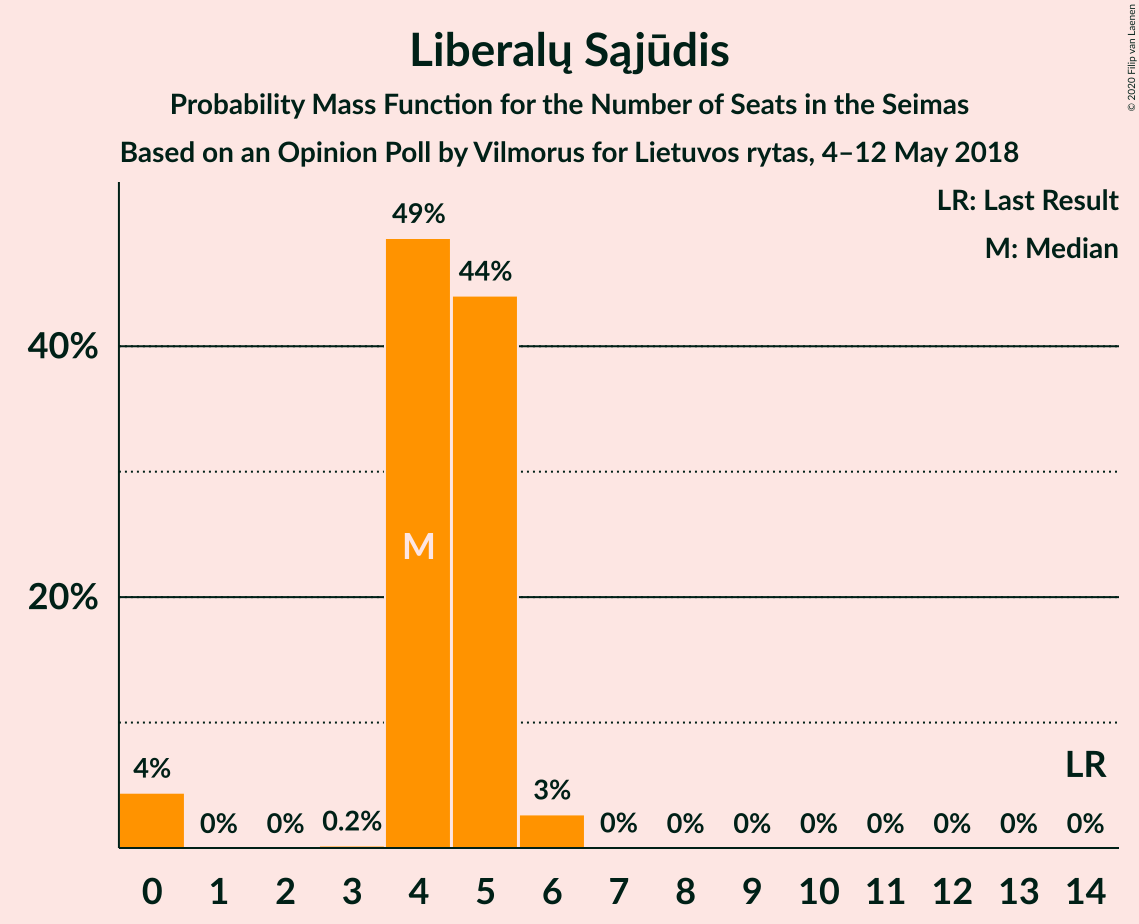 Liberalų Sąjūdis
Probability Mass Function for the Number of Seats in the Seimas
Based on an Opinion Poll by Vilmorus for Lietuvos rytas, 4–12 May 2018
© 2020 Filip van Laenen
LR: Last Result
M: Median
49%
44%
40%
M
20%
LR
4%
0%
0%
0.2%
3%
0%
0%
0%
0%
0%
0%
0%
0%
0 1 2 3 4 5 6 7 8 9 10 11 12 13 14